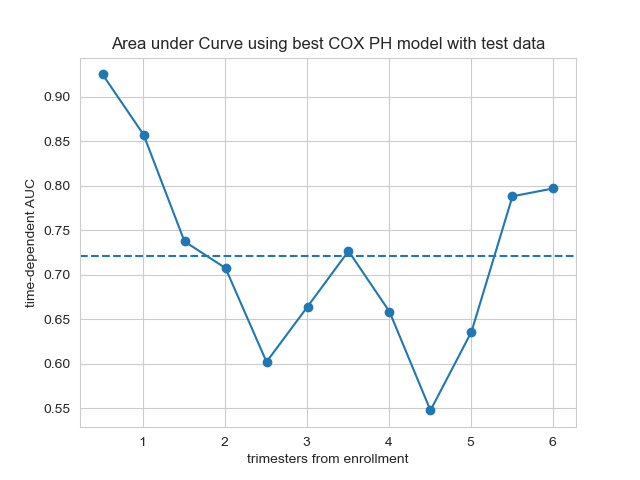 Area under Curve using best COX PH model with test data
time-dependent AUC
0.90
0.85
0.80
0.75
0.70
0.65
0.60
0.55
1 2 3 4 5 6
trimesters from enrollment